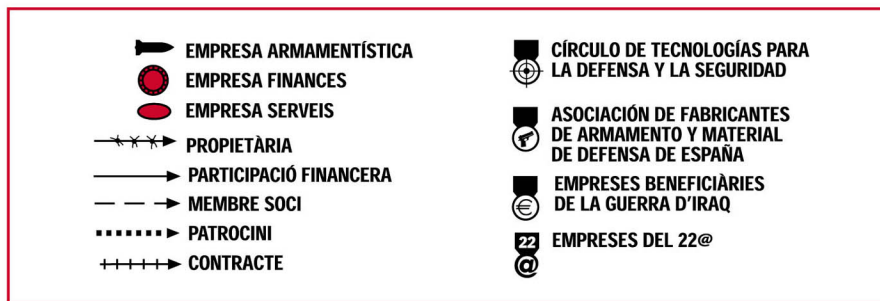 EMPRESA ARMAMENTÍSTICA
EMPRESA FINANCES
EMPRESA SERVEIS
PROPIETÀRIA
PARTICIPACIÓ FINANCERA
MEMBRE SOCI
PATROCINI
CONTRACTE
CÍRCULO DE TECNOLOGÍAS PARA
LA DEFENSA Y LA SEGURIDAD
ASOCIACIÓN DE FABRICANTES
DE ARMAMENTO Y MATERIAL
DE DEFENSA DE ESPAÑA
€
EMPRESES BENEFICIÀRIES
DE LA GUERRA D'IRAQ
22
@
EMPRESES DEL 22@